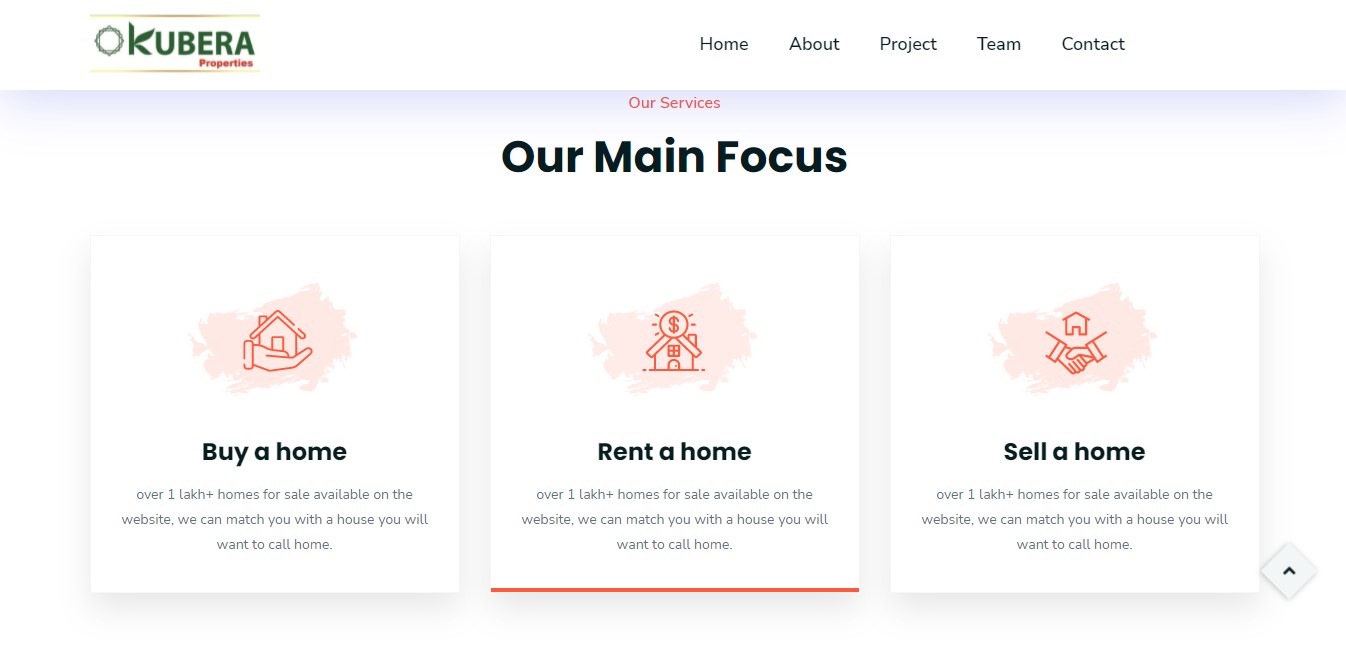 KUBERA
Properties
Home About Project Team Contact
Our Services
Our Main Focus
Buy a home
over 1 lakh+ homes for sale available on the
website, we can match you with a house you will
want to call home.
$
Rent a home
over 1 lakh+ homes for sale available on the
website, we can match you with a house you will
want to call home.
Sell a home
over 1 lakh+ homes for sale available on the
website, we can match you with a house you will
want to call home.